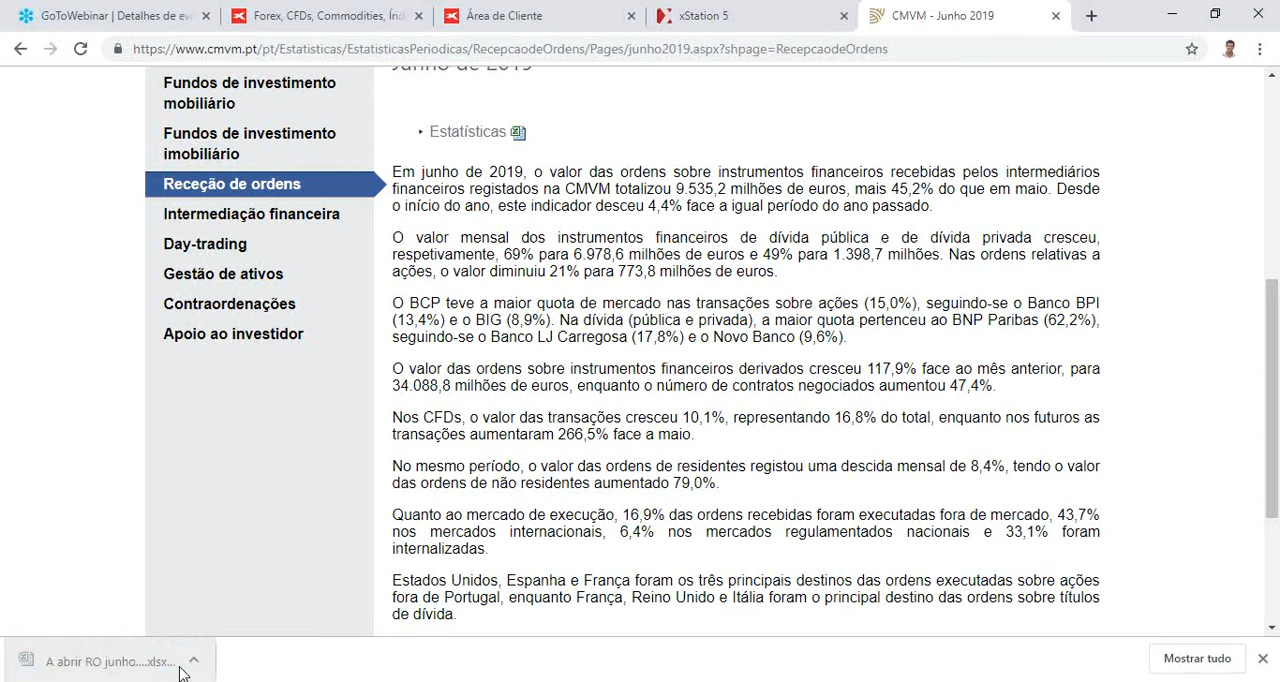 GoToWebinar | Detalhes de eve
Forex, CFDs, Commodities, Índ
Área de Cliente
xStation 5
CMVM - Junho 2019
https://www.cmvm.pt/pt/Estatisticas/EstatisticasPeriodicas/RecepcaodeOrdens/Pages/junho2019.aspx?shpage=RecepcaodeOrdens
Fundos de investimento
mobiliário
Fundos de investimento
imobiliário
Receção de ordens
Intermediação financeira
Day-trading
Gestão de ativos
Contraordenações
Apoio ao investidor
Junho de 2019
Estatísticas
Em junho de 2019, o valor das ordens sobre instrumentos financeiros recebidas pelos intermediários
financeiros registados na CMVM totalizou 9.535,2 milhões de euros, mais 45,2% do que em maio. Desde
o início do ano, este indicador desceu 4,4% face a igual período do ano passado.
O valor mensal dos instrumentos financeiros de dívida pública e de dívida privada cresceu,
respetivamente, 69% para 6.978,6 milhões de euros e 49% para 1.398,7 milhões. Nas ordens relativas a
ações, o valor diminuiu 21% para 773,8 milhões de euros.
O BCP teve a maior quota de mercado nas transações sobre ações (15,0%), seguindo-se o Banco BPI
(13,4%) e o BIG (8,9%). Na dívida (pública e privada), a maior quota pertenceu ao BNP Paribas (62,2%),
seguindo-se o Banco LJ Carregosa (17,8%) e o Novo Banco (9,6%).
O valor das ordens sobre instrumentos financeiros derivados cresceu 117,9% face ao mês anterior, para
34.088,8 milhões de euros, enquanto o número de contratos negociados aumentou 47,4%.
Nos CFDs, o valor das transações cresceu 10,1%, representando 16,8% do total, enquanto nos futuros as
transações aumentaram 266,5% face a maio.
No mesmo período, o valor das ordens de residentes registou uma descida mensal de 8,4%, tendo o valor
das ordens de não residentes aumentado 79,0%.
Quanto ao mercado de execução, 16,9% das ordens recebidas foram executadas fora de mercado, 43,7%
nos mercados internacionais, 6,4% nos mercados regulamentados nacionais e 33,1% foram
internalizadas.
Estados Unidos, Espanha e França foram os três principais destinos das ordens executadas sobre ações
fora de Portugal, enquanto França, Reino Unido e Itália foram o principal destino das ordens sobre títulos
de dívida.
A abrir RO junho....xlsx...
Mostrar tudo